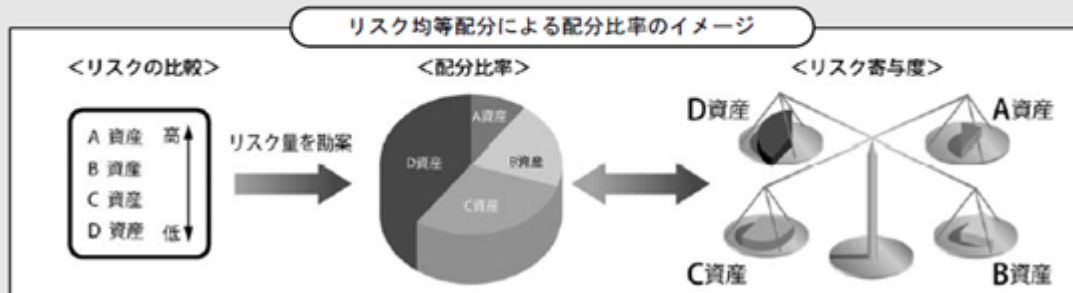 リスク均等配分による配分比率のイメージ
＜リスクの比較＞
A 資産 高
B 資産
C 資産
D 資産 低
リスク量を勘案
＜配分比率＞
A資産
B資産
C資産
D資産
＜リスク寄与度＞
D資産
A資産
C資産
B資産